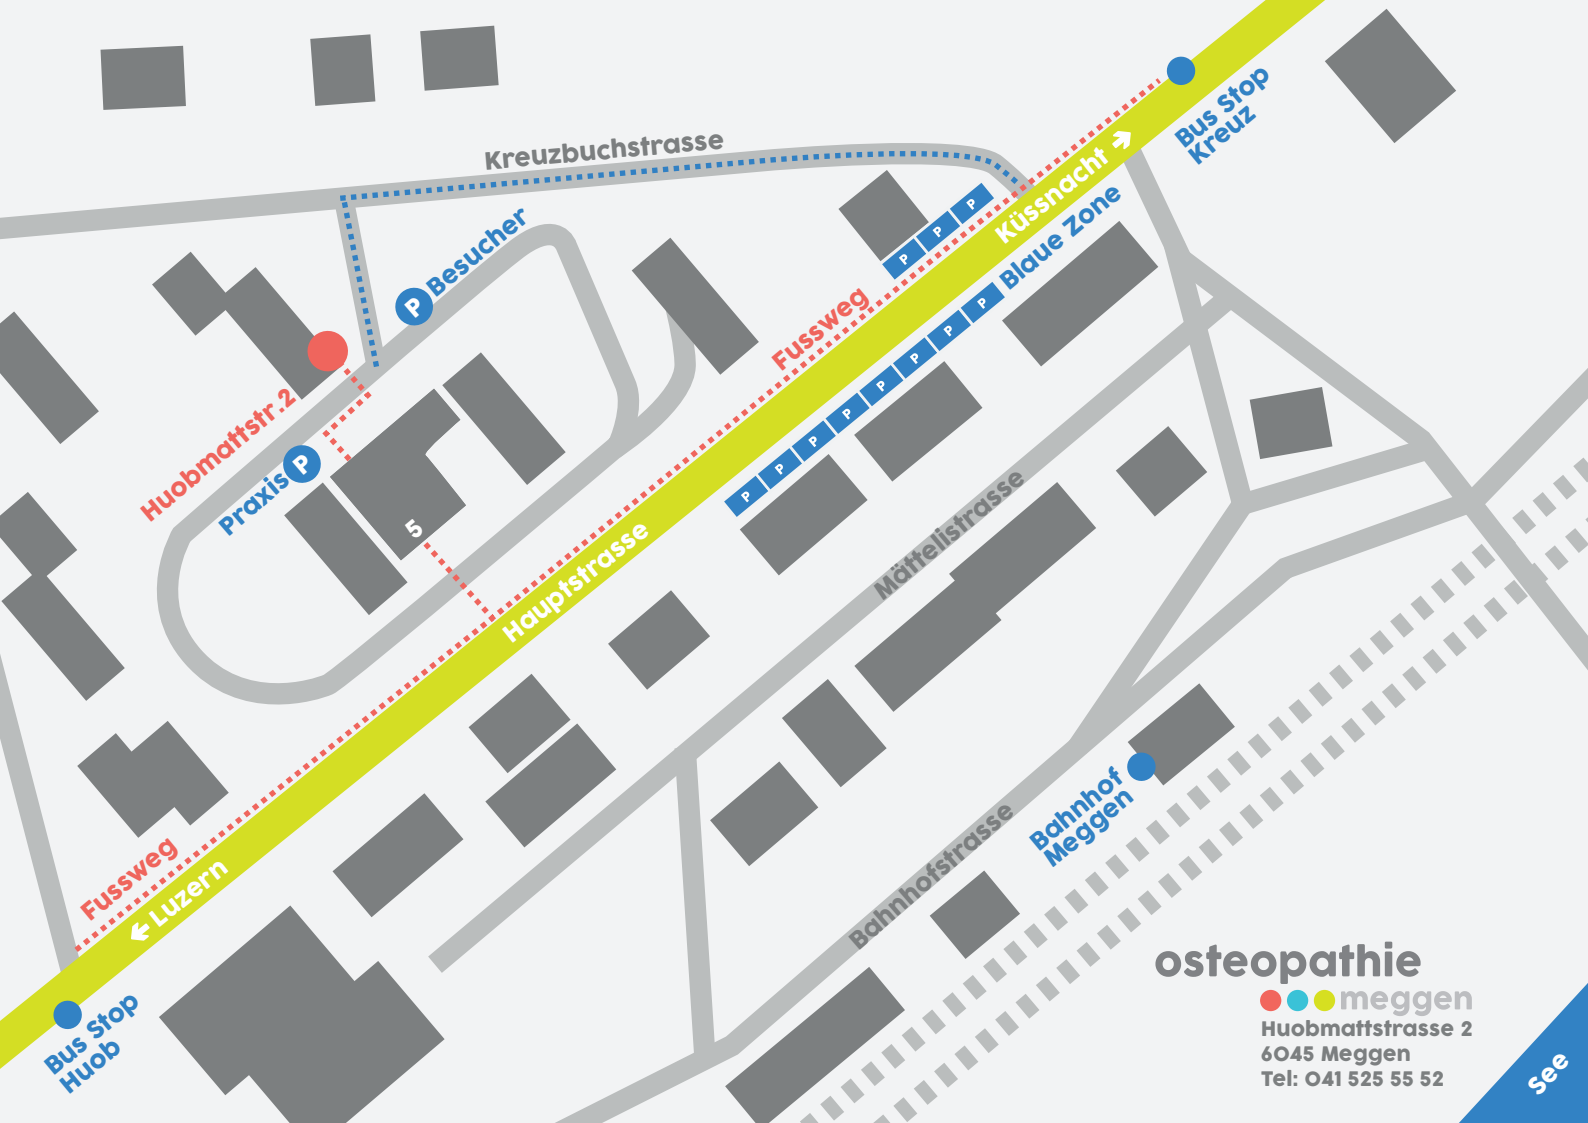 Bus Stop
Kreuz
Kreuzbuchstrasse
Küssnacht
P Besucher
P P P
Blaue Zone
Fussweg
P P P P P P P P
Huobmattstr.2
Praxis P
5
Hauptstrasse
Mättelistrasse
Bahnhof
Meggen
Bahnhofstrasse
Fussweg
Luzern
Bus Stop
Huob
osteopathie
meggen
Huobmattstrasse 2
6045 Meggen
Tel: 041 525 55 52
See